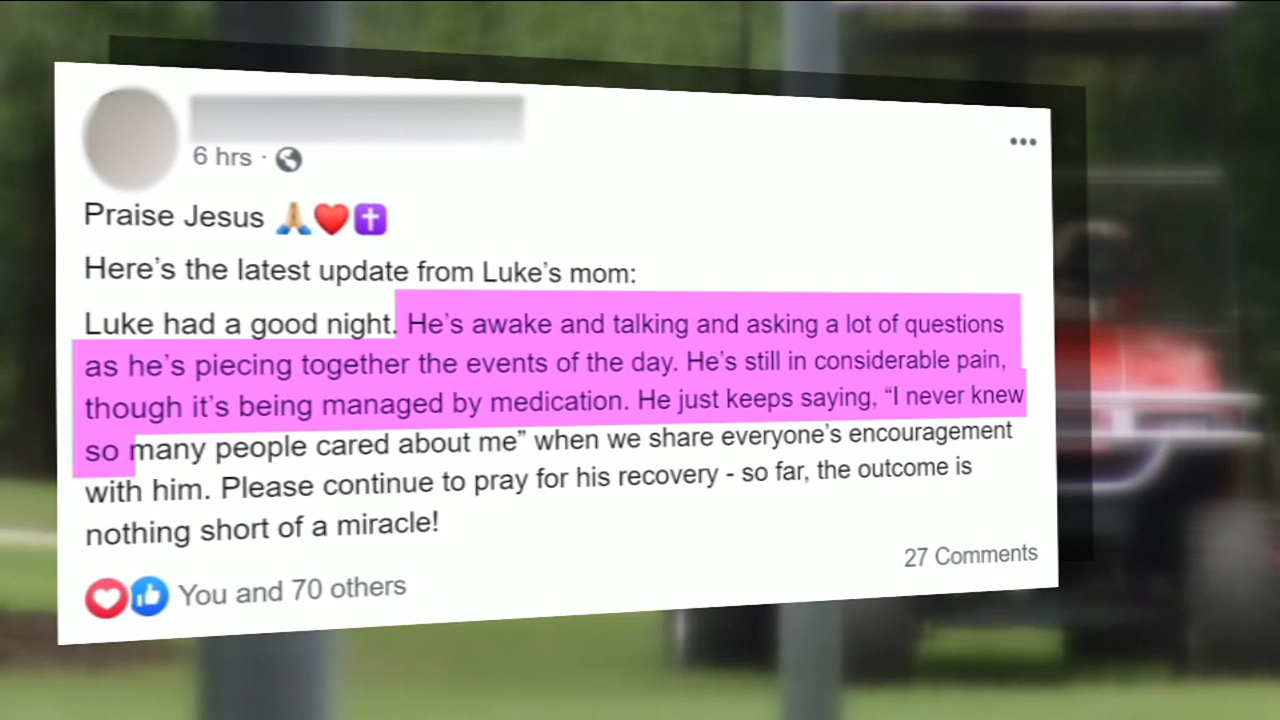 6 hrs ·
Praise Jesus 🙏❤️✝️
Here’s the latest update from Luke’s mom:
Luke had a good night. He’s awake and talking and asking a lot of questions
as he’s piecing together the events of the day. He’s still in considerable pain,
though it’s being managed by medication. He just keeps saying, “I never knew
so many people cared about me” when we share everyone’s encouragement
with him. Please continue to pray for his recovery - so far, the outcome is
nothing short of a miracle!
27 Comments
You and 70 others